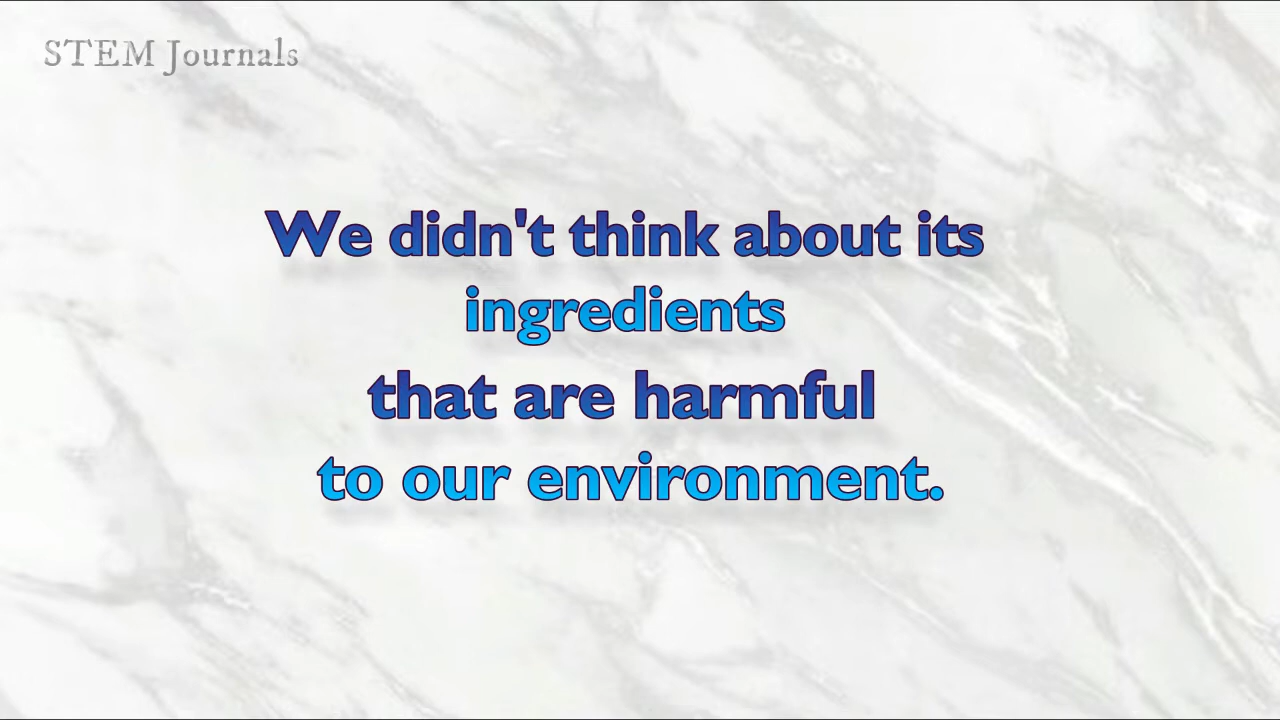 STEM Journals
We didn't think about its
ingredients
that are harmful
to our environment.